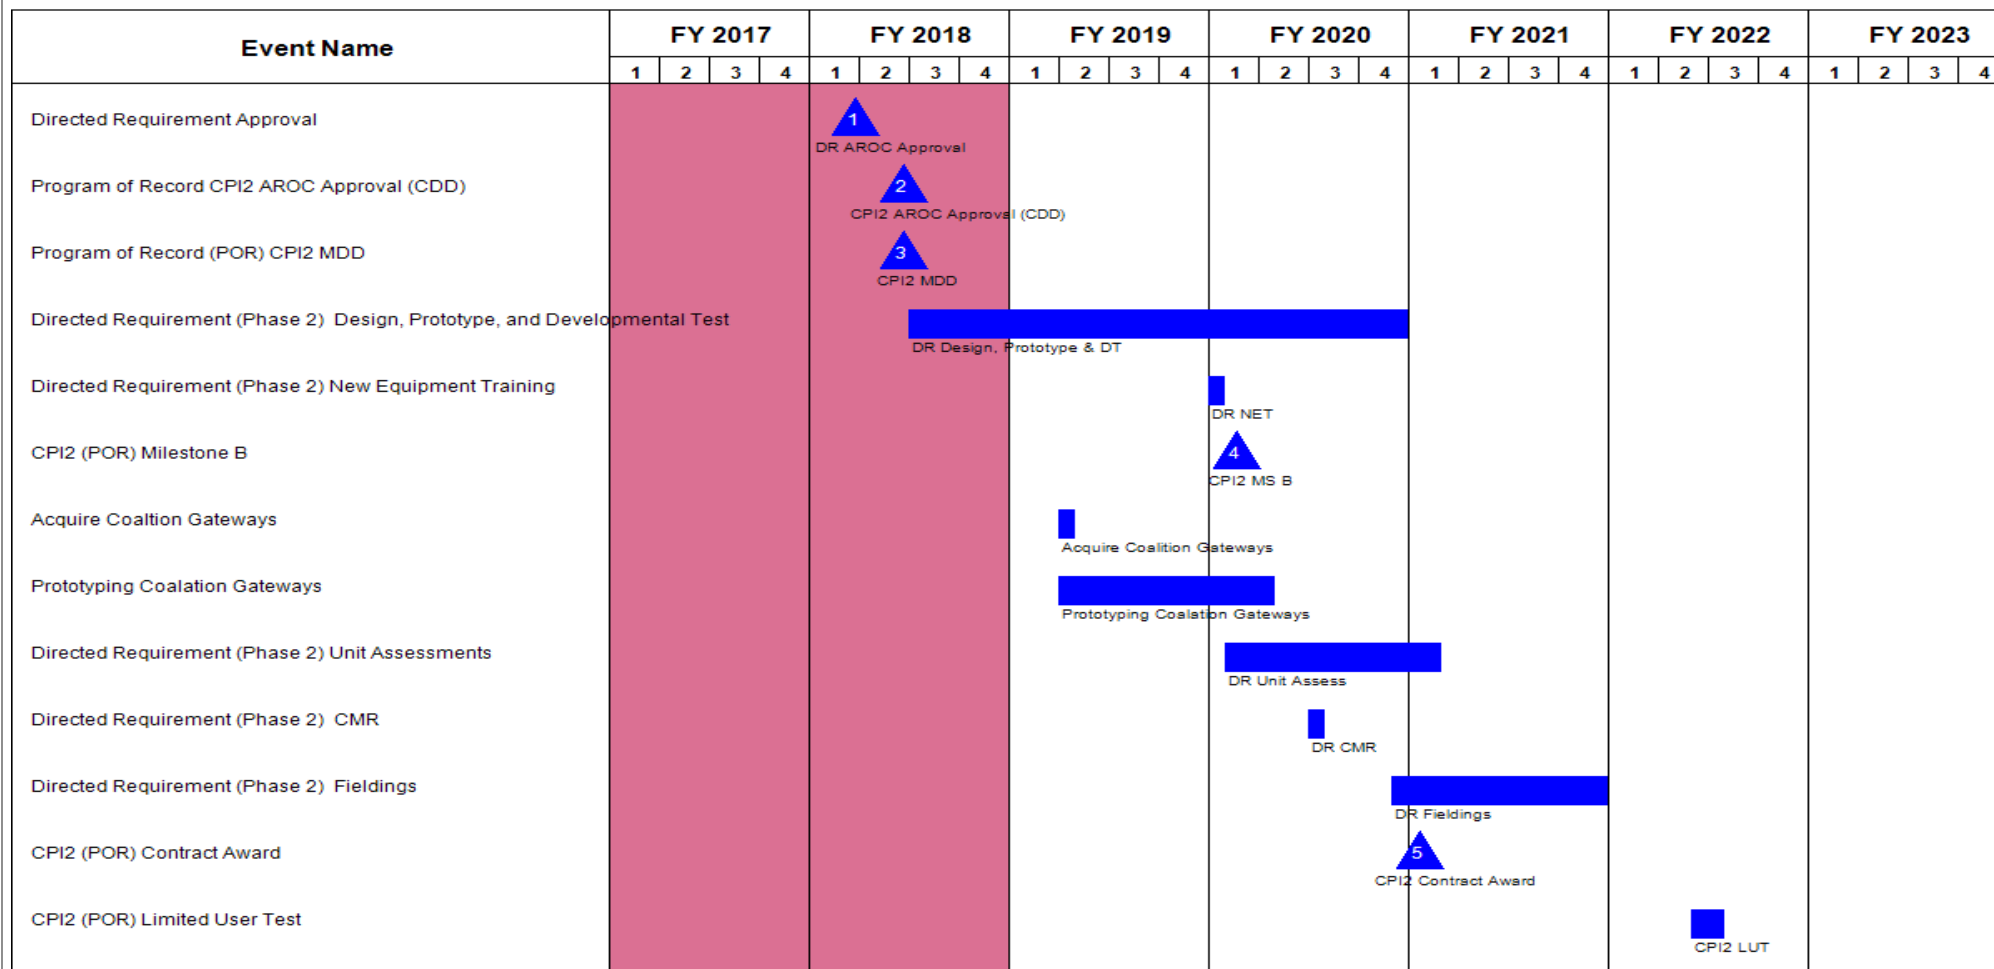 Event Name FY 2017 FY 2018 FY 2019 FY 2020 FY 2021 FY 2022 FY 2023
1 2 3 4 1 2 3 4 1 2 3 4 1 2 3 4 1 2 3 4 1 2 3 4 1 2 3 4
Directed Requirement Approval 1
DR AROC Approval
Program of Record CPI2 AROC Approval (CDD) 2
CPI2 AROC Approval (CDD)
Program of Record (POR) CPI2 MDD 3
CPI2 MDD
Directed Requirement (Phase 2) Design, Prototype, and Developmental Test
DR Design, Prototype & DT
Directed Requirement (Phase 2) New Equipment Training
DR NET
CPI2 (POR) Milestone B 4
CPI2 MS B
Acquire Coaltion Gateways
Acquire Coalition Gateways
Prototyping Coalation Gateways
Prototyping Coalation Gateways
Directed Requirement (Phase 2) Unit Assessments
DR Unit Assess
Directed Requirement (Phase 2) CMR
DR CMR
Directed Requirement (Phase 2) Fieldings
DR Fieldings
CPI2 (POR) Contract Award 5
CPI2 Contract Award
CPI2 (POR) Limited User Test
CPI2 LUT